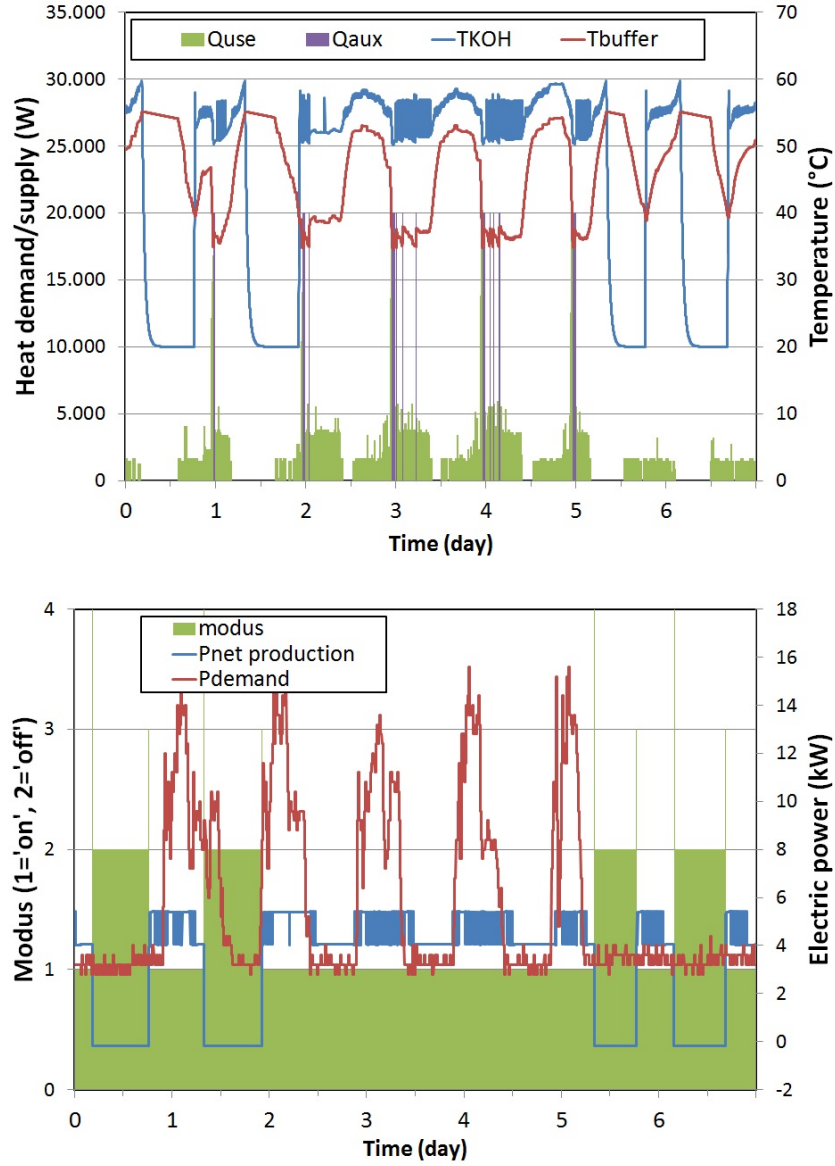 Quse Qaux TKOH Tbuffer
Heat demand/supply (W)
35.000
30.000
25.000
20.000
15.000
10.000
5.000
0
70
60
50
40
30
20
10
0
Temperature (°C)
0 1 2 3 4 5 6
Time (day)
modus
Pnet production
Pdemand
Modus (1='on', 2='off')
4
3
2
1
0
18
16
14
12
10
8
6
4
2
0
-2
Electric power (kW)
0 1 2 3 4 5 6
Time (day)